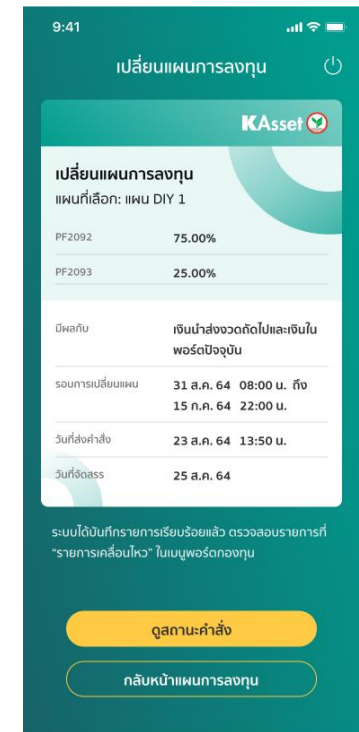 9:41
เปลี่ยนแผนการลงทุน
KAsset
เปลี่ยนแผนการลงทุน
แผนที่เลือก: แผน DIY 1
PF2092 75.00%
PF2093 25.00%
มีผลกับ เงินนำส่งงวดถัดไปและเงินใน
พอร์ตปัจจุบัน
รอบการเปลี่ยนแผน 31 ส.ค. 64 08:00 น. ถึง
15 ก.ค. 64 22:00 น.
วันที่ส่งคำสั่ง 23 ส.ค. 64 13:50 น.
วันที่จัดสรร 25 ส.ค. 64
ระบบได้บันทึกรายการเรียบร้อยแล้ว ตรวจสอบรายการที่
"รายการเคลื่อนไหว" ในเมนูพอร์ตกองทุน
ดูสถานะคำสั่ง
กลับหน้าแผนการลงทุน